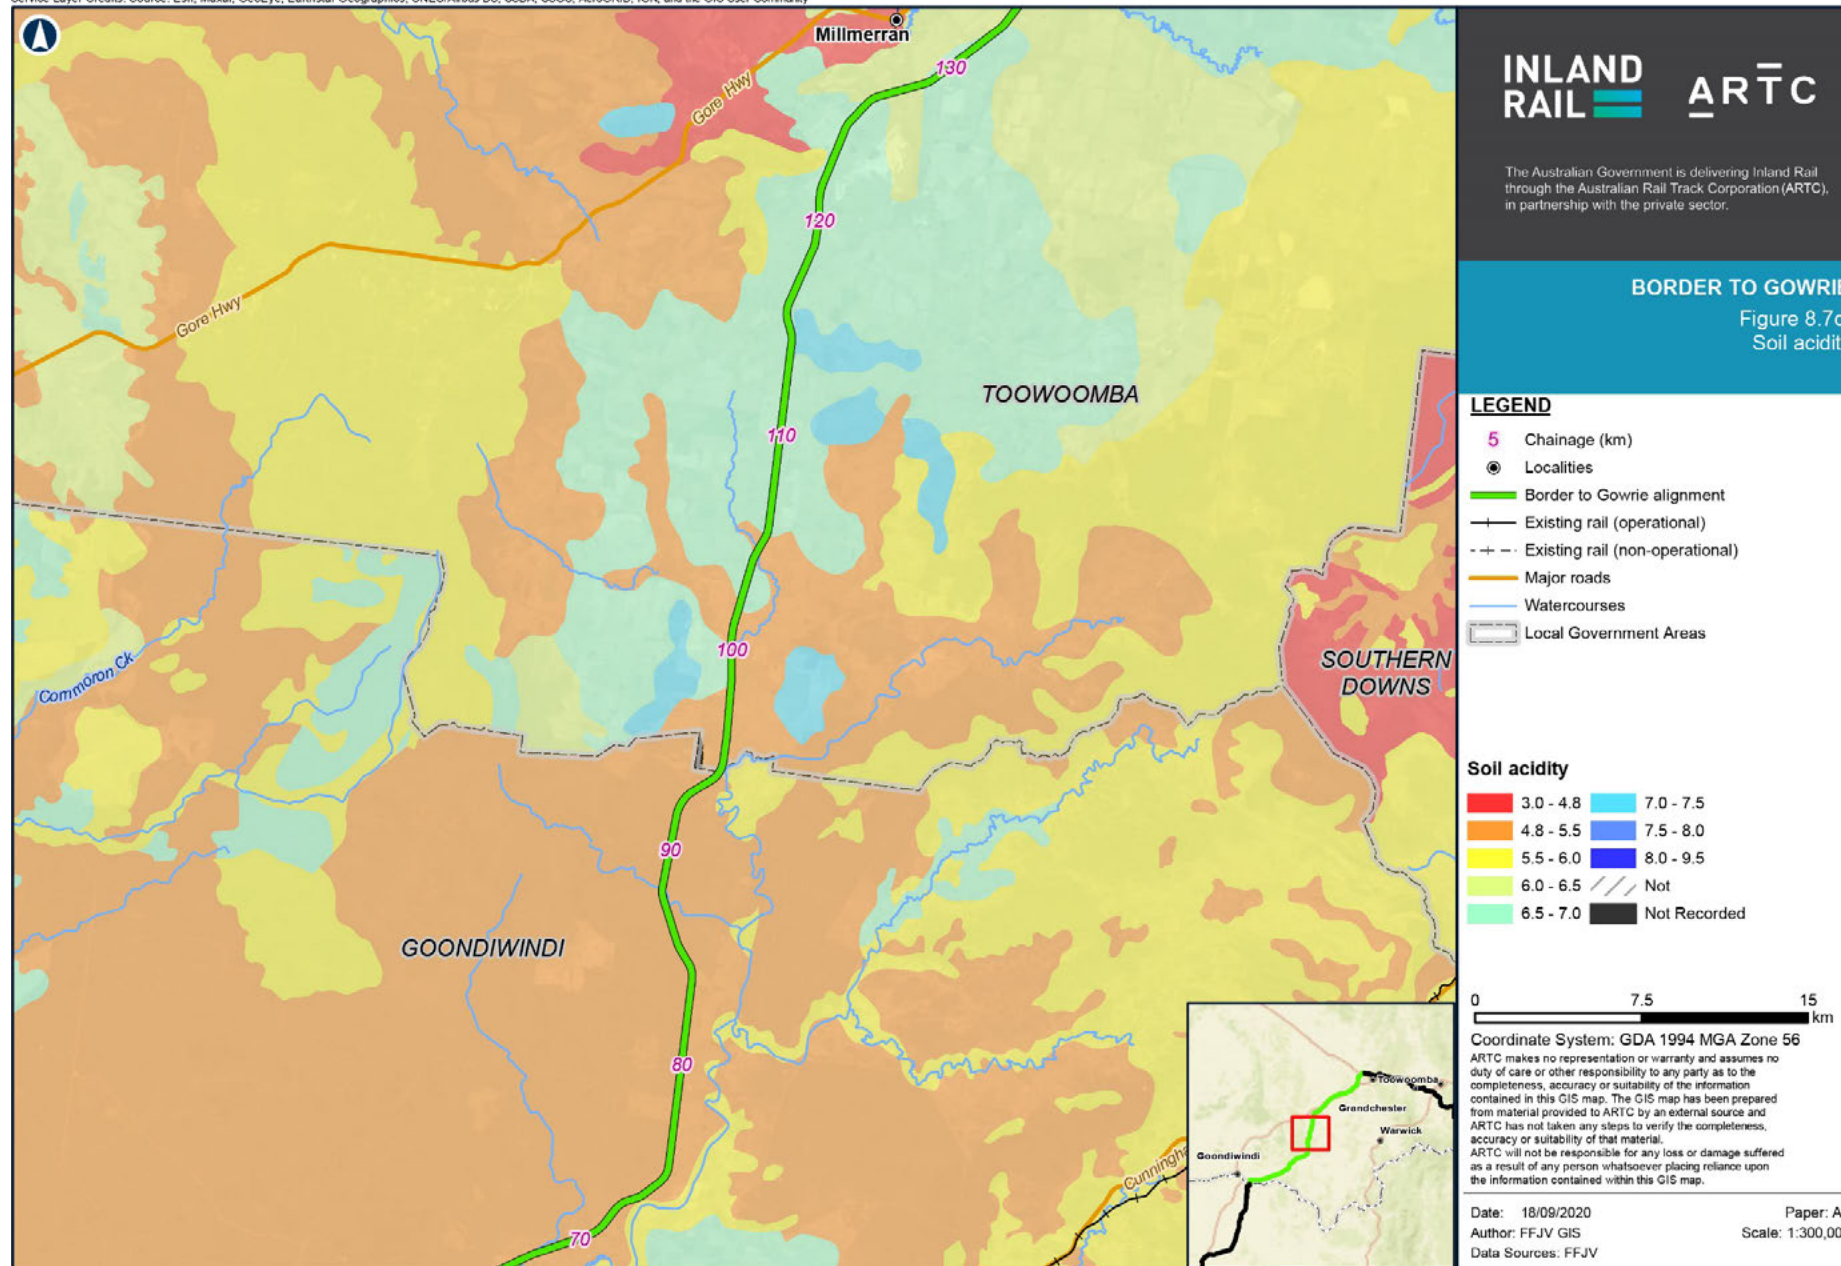 Millmerran
130
Gore Hwy
120
Gore Hwy
TOOWOOMBA
110
100
SOUTHERN
DOWNS
Commoron Ck
90
GOONDIWINDI
80
70
Toowoomba
Grandchester
Warwick
Goondiwindi
INLAND
RAIL
ARTC
The Australian Government is delivering Inland Rail
through the Australian Rail Track Corporation (ARTC),
in partnership with the private sector.
BORDER TO GOWRIE
Figure 8.7
Soil
LEGEND
5 Chainage (km)
Localities
Border to Gowrie alignment
Existing rail (operational)
Existing rail (non-operational)
Major roads
Watercourses
Local Government Areas
Soil acidity
3.0 - 4.8 7.0 - 7.5
4.8 - 5.5 7.5 - 8.0
5.5 - 6.0 8.0 - 9.5
6.0 - 6.5 Not
6.5 - 7.0 Not Recorded
0 7.5 15
km
Coordinate System: GDA 1994 MGA Zone 56
ARTC makes no representation or warranty and assumes no
duty of care or other responsibility to any party as to the
completeness, accuracy or suitability of the information
contained in this GIS map. The GIS map has been prepared
from material provided to ARTC by an external source and
ARTC has not taken any steps to verify the completeness,
accuracy or suitability of that material.
ARTC will not be responsible for any loss or damage suffered
as a result of any person whatsoever placing reliance upon
the information contained within this GIS map.
Date: 18/09/2020 Paper: A
Author: FFJV GIS Scale: 1:300,00
Data Sources: FFJV